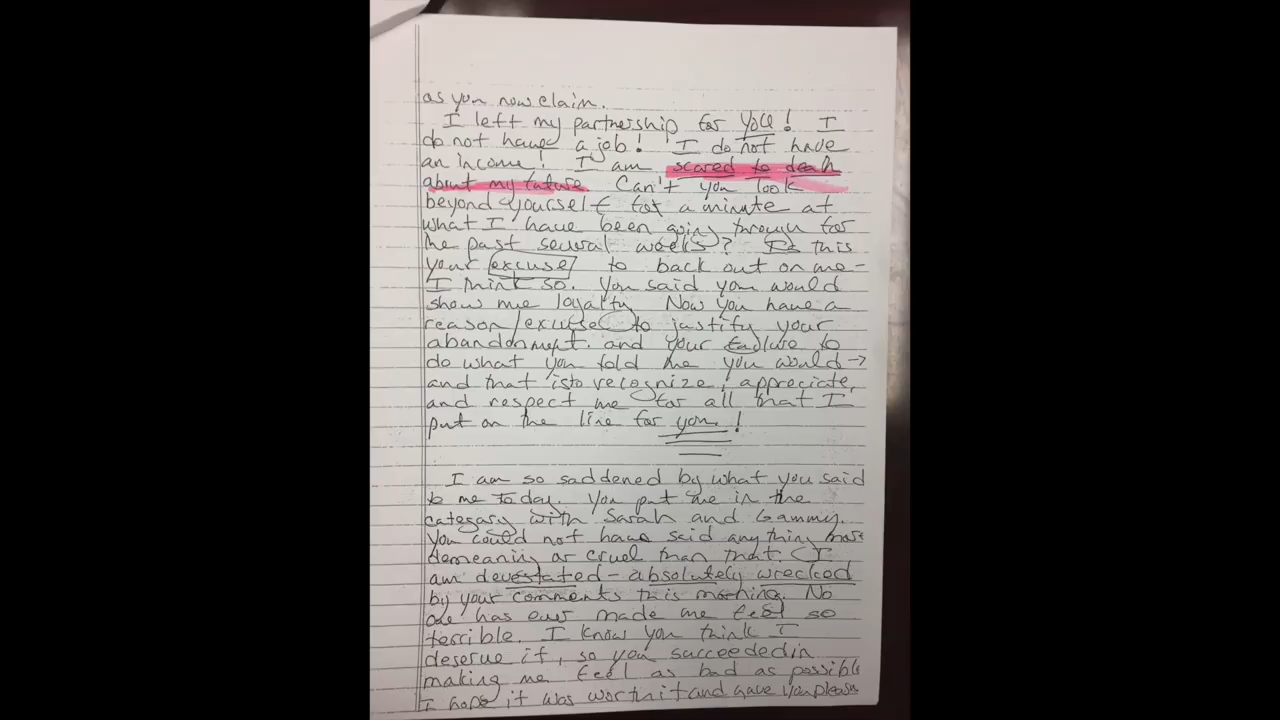 as you now claim.
I left my partnership for you! I
do not have a job! I do not have
an income! I am scared to death
about my future. Can't you look
beyond yourself for a minute at
what I have been going through for
the past several weeks? Is this
your excuse to back out on me-
I think so. You said you would
show me loyalty. Now you have a
reason/excuse to justify your
abandonment. and your failure to
do what you told me you would →
and that is to recognize, appreciate,
and respect me for all that I
put on the line for you!
I am so saddened by what you said
to me today. You put me in the
category with Sarah and Gammy.
You could not have said anything more
demeaning or cruel than that. I
am devestated - absolutely wrecked
by your comments this morning. No
one has ever made me feel so
terrible. I know you think I
deserve it, so you succeeded in
making me feel as bad as possible
I hope it was worth it and gave you